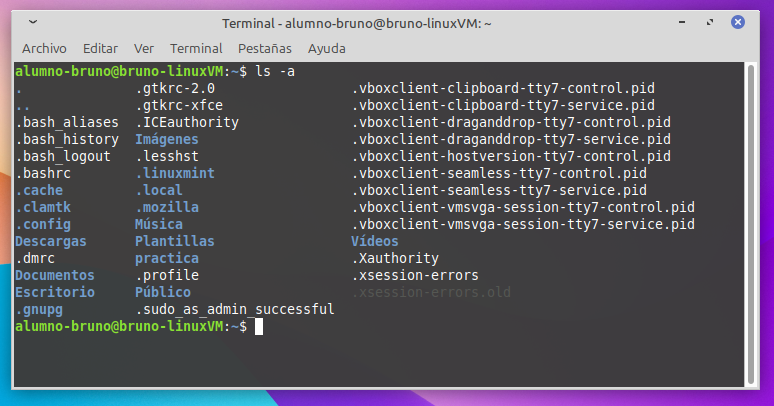 Terminal - alumno-bruno@bruno-linuxVM: ~
Archivo Editar Ver Terminal Pestañas Ayuda
alumno-bruno@bruno-linuxVM:~$ ls -a
. .gtkrc-2.0 .vboxclient-clipboard-tty7-control.pid
.. .gtkrc-xfce .vboxclient-clipboard-tty7-service.pid
.bash_aliases .ICEauthority .vboxclient-draganddrop-tty7-control.pid
.bash_history Imágenes .vboxclient-draganddrop-tty7-service.pid
.bash_logout .lesshst .vboxclient-hostversion-tty7-control.pid
.bashrc .linuxmint .vboxclient-seamless-tty7-control.pid
.cache .local .vboxclient-seamless-tty7-service.pid
.clamtk .mozilla .vboxclient-vmsvga-session-tty7-control.pid
.config Música .vboxclient-vmsvga-session-tty7-service.pid
Descargas Plantillas Vídeos
.dmrc practica .Xauthority
Documentos .profile .xsession-errors
Escritorio Público .xsession-errors.old
.gnupg .sudo_as_admin_successful
alumno-bruno@bruno-linuxVM:~$